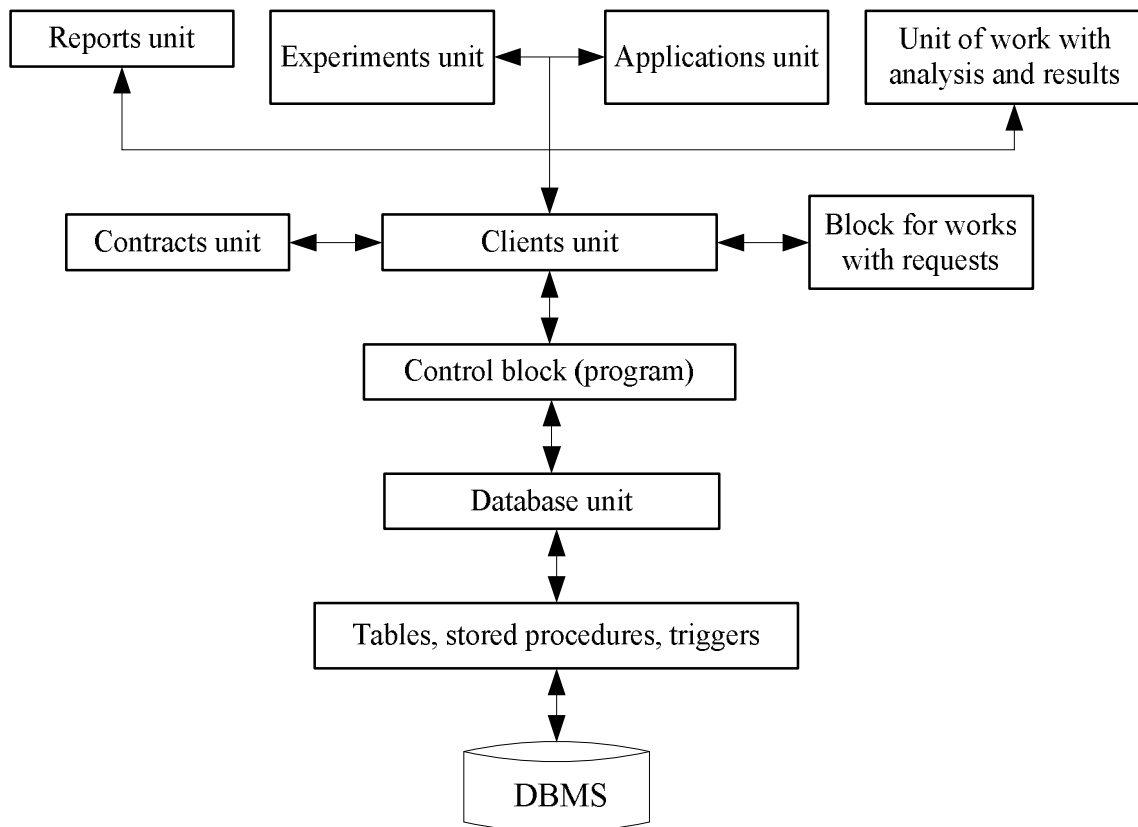 Reports unit
Experiments unit
Applications unit
Unit of work with
analysis and results
Contracts unit
Clients unit
Block for works
with requests
Control block (program)
Database unit
Tables, stored procedures, triggers
DBMS